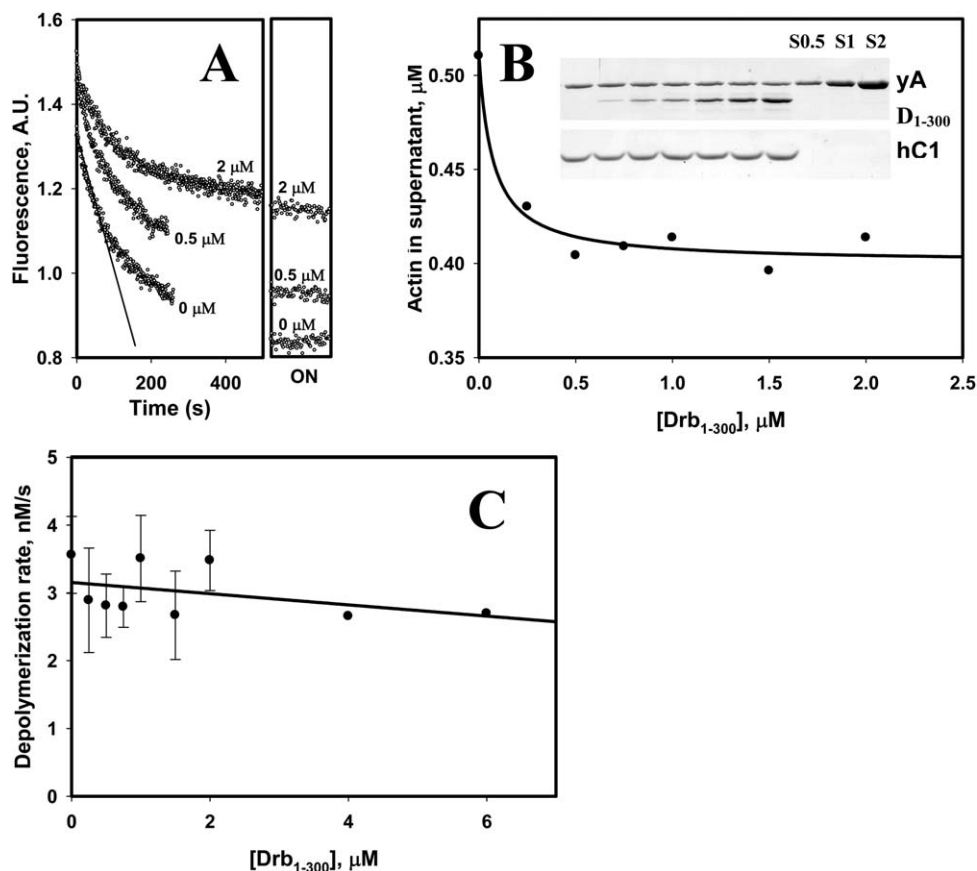 A
Fluorescence, A.U.
1.6
1.4
1.2
1.0
0.8
2 μM
0.5 μM
0 μM
0
200
400
Time (s)
2 μM
0.5 μM
0 μM
ON
B
Actin in supernatant, μM
0.50
0.45
0.40
0.35
S0.5 S1 S2
yA
D1-300
hC1
0.0
0.5
1.0
1.5
2.0
2.5
[Drb1-300], μM
C
Depolymerization rate, nM/s
5
4
3
2
1
0
0
2
4
6
[Drb1-300], μM